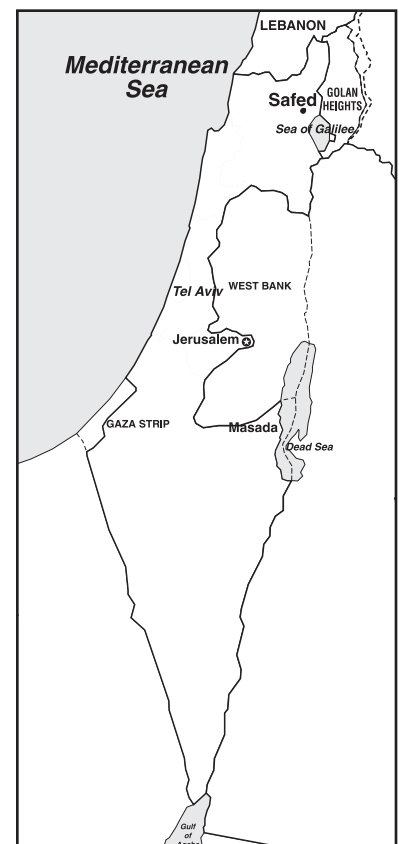 LEBANON
Mediterranean
Sea
Safed
GOLAN
HEIGHTS
Sea of Galilee
Tel Aviv
WEST BANK
Jerusalem
GAZA STRIP
Masada
Dead Sea
Gulf
of